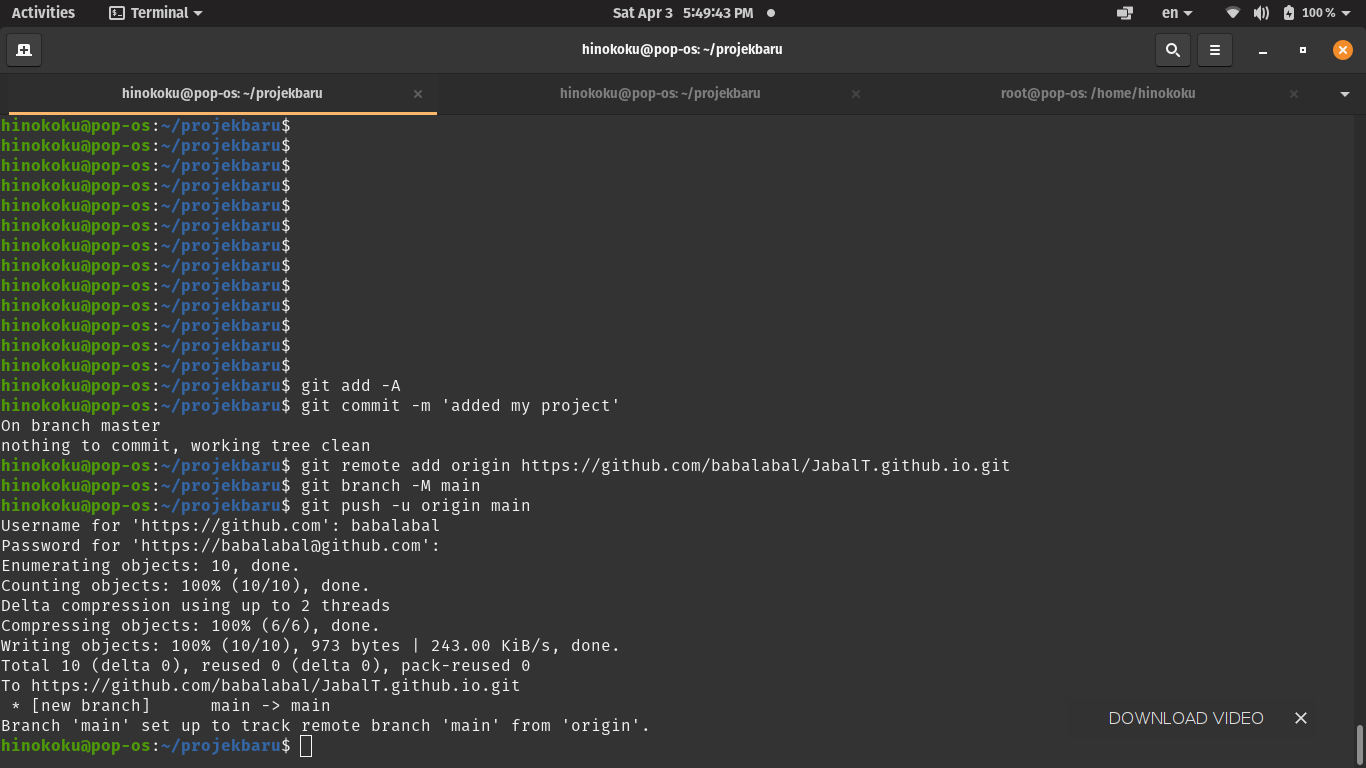 Activities Terminal Sat Apr 3 5:49:43 PM en 100 %
hinokoku@pop-os: ~/projekbaru
hinokoku@pop-os: ~/projekbaru hinokoku@pop-os: ~/projekbaru root@pop-os: /home/hinokoku
hinokoku@pop-os:~/projekbaru$
hinokoku@pop-os:~/projekbaru$
hinokoku@pop-os:~/projekbaru$
hinokoku@pop-os:~/projekbaru$
hinokoku@pop-os:~/projekbaru$
hinokoku@pop-os:~/projekbaru$
hinokoku@pop-os:~/projekbaru$
hinokoku@pop-os:~/projekbaru$
hinokoku@pop-os:~/projekbaru$
hinokoku@pop-os:~/projekbaru$
hinokoku@pop-os:~/projekbaru$
hinokoku@pop-os:~/projekbaru$
hinokoku@pop-os:~/projekbaru$
hinokoku@pop-os:~/projekbaru$ git add -A
hinokoku@pop-os:~/projekbaru$ git commit -m 'added my project'
On branch master
nothing to commit, working tree clean
hinokoku@pop-os:~/projekbaru$ git remote add origin https://github.com/babalabal/JabalT.github.io.git
hinokoku@pop-os:~/projekbaru$ git branch -M main
hinokoku@pop-os:~/projekbaru$ git push -u origin main
Username for 'https://github.com': babalabal
Password for 'https://babalabal@github.com':
Enumerating objects: 10, done.
Counting objects: 100% (10/10), done.
Delta compression using up to 2 threads
Compressing objects: 100% (6/6), done.
Writing objects: 100% (10/10), 973 bytes | 243.00 KiB/s, done.
Total 10 (delta 0), reused 0 (delta 0), pack-reused 0
To https://github.com/babalabal/JabalT.github.io.git
 * [new branch]      main -> main
Branch 'main' set up to track remote branch 'main' from 'origin'.
hinokoku@pop-os:~/projekbaru$
DOWNLOAD VIDEO